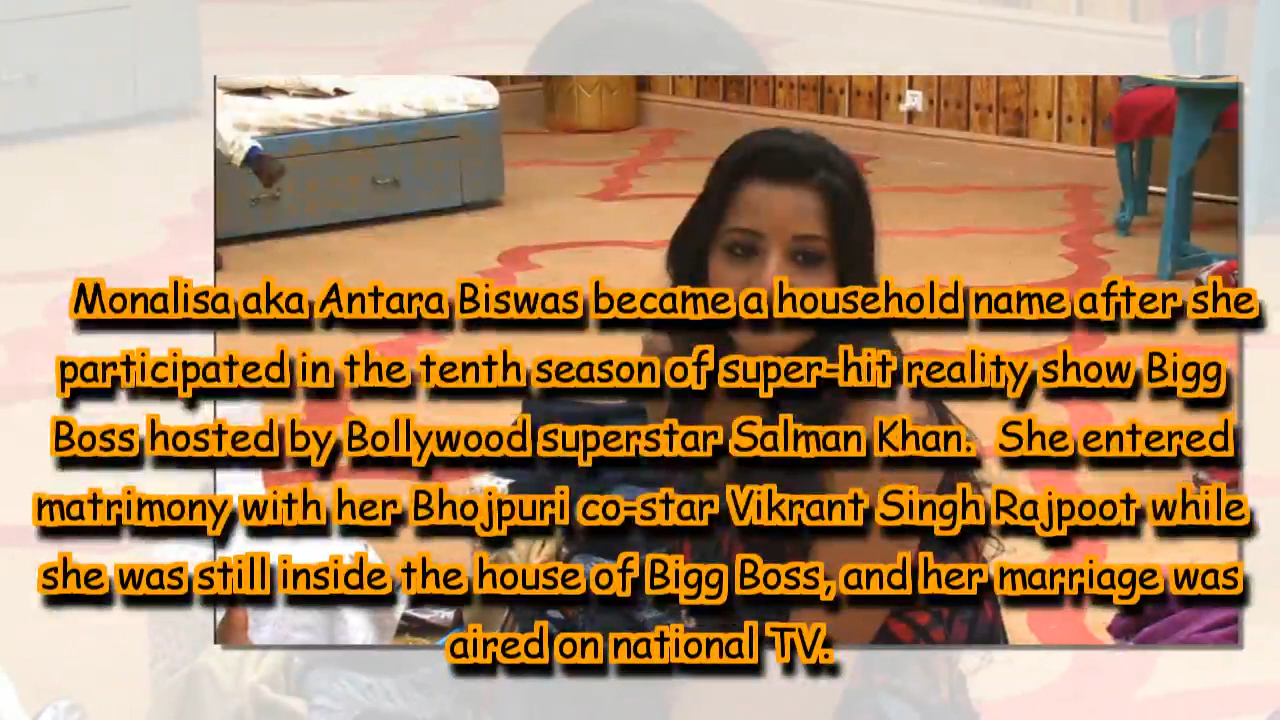 Monalisa aka Antara Biswas became a household name after she
participated in the tenth season of super-hit reality show Bigg
Boss hosted by Bollywood superstar Salman Khan. She entered
matrimony with her Bhojpuri co-star Vikrant Singh Rajpoot while
she was still inside the house of Bigg Boss, and her marriage was
aired on national TV.